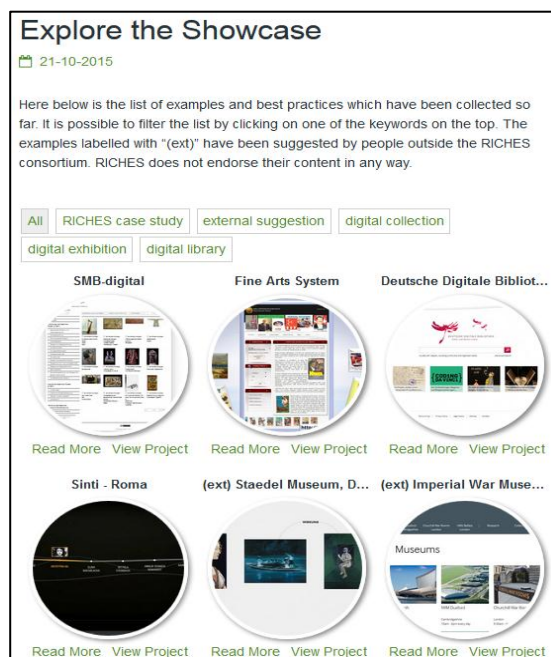 Explore the Showcase
21-10-2015
Here below is the list of examples and best practices which have been collected so
far. It is possible to filter the list by clicking on one of the keywords on the top. The
examples labelled with "(ext)" have been suggested by people outside the RICHES
consortium. RICHES does not endorse their content in any way.
All RICHES case study external suggestion digital collection
digital exhibition digital library
SMB-digital Fine Arts System Deutsche Digitale Bibliot...
Read More View Project Read More View Project Read More View Project
Sinti - Roma (ext) Staedel Museum, D... (ext) Imperial War Muse...
Museums
Read More View Project Read More View Project Read More View Project